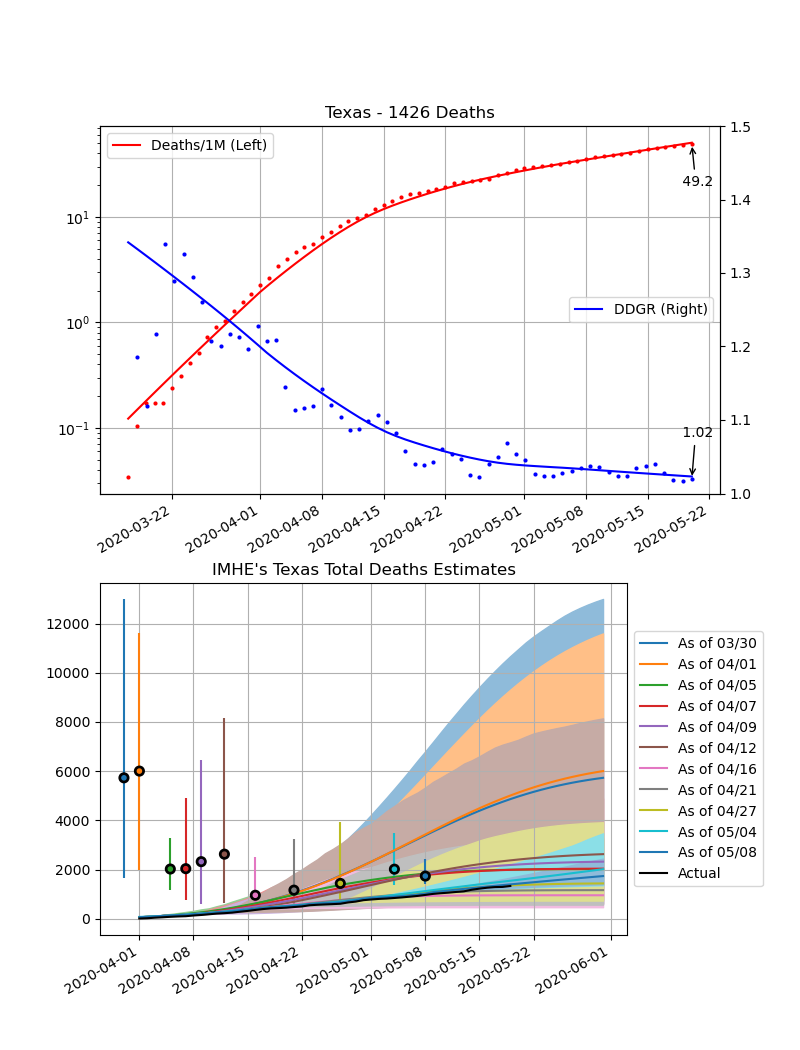 Texas - 1426 Deaths
Deaths/1M (Left)
DDGR (Right)
49.2
1.02
10¹
10⁰
10⁻¹
1.5
1.4
1.3
1.2
1.1
1.0
2020-03-22
2020-04-01
2020-04-08
2020-04-15
2020-04-22
2020-05-01
2020-05-08
2020-05-15
2020-05-22
IMHE's Texas Total Deaths Estimates
12000
10000
8000
6000
4000
2000
0
2020-04-01
2020-04-08
2020-04-15
2020-04-22
2020-05-01
2020-05-08
2020-05-15
2020-05-22
2020-06-01
As of 03/30
As of 04/01
As of 04/05
As of 04/07
As of 04/09
As of 04/12
As of 04/16
As of 04/21
As of 04/27
As of 05/04
As of 05/08
Actual